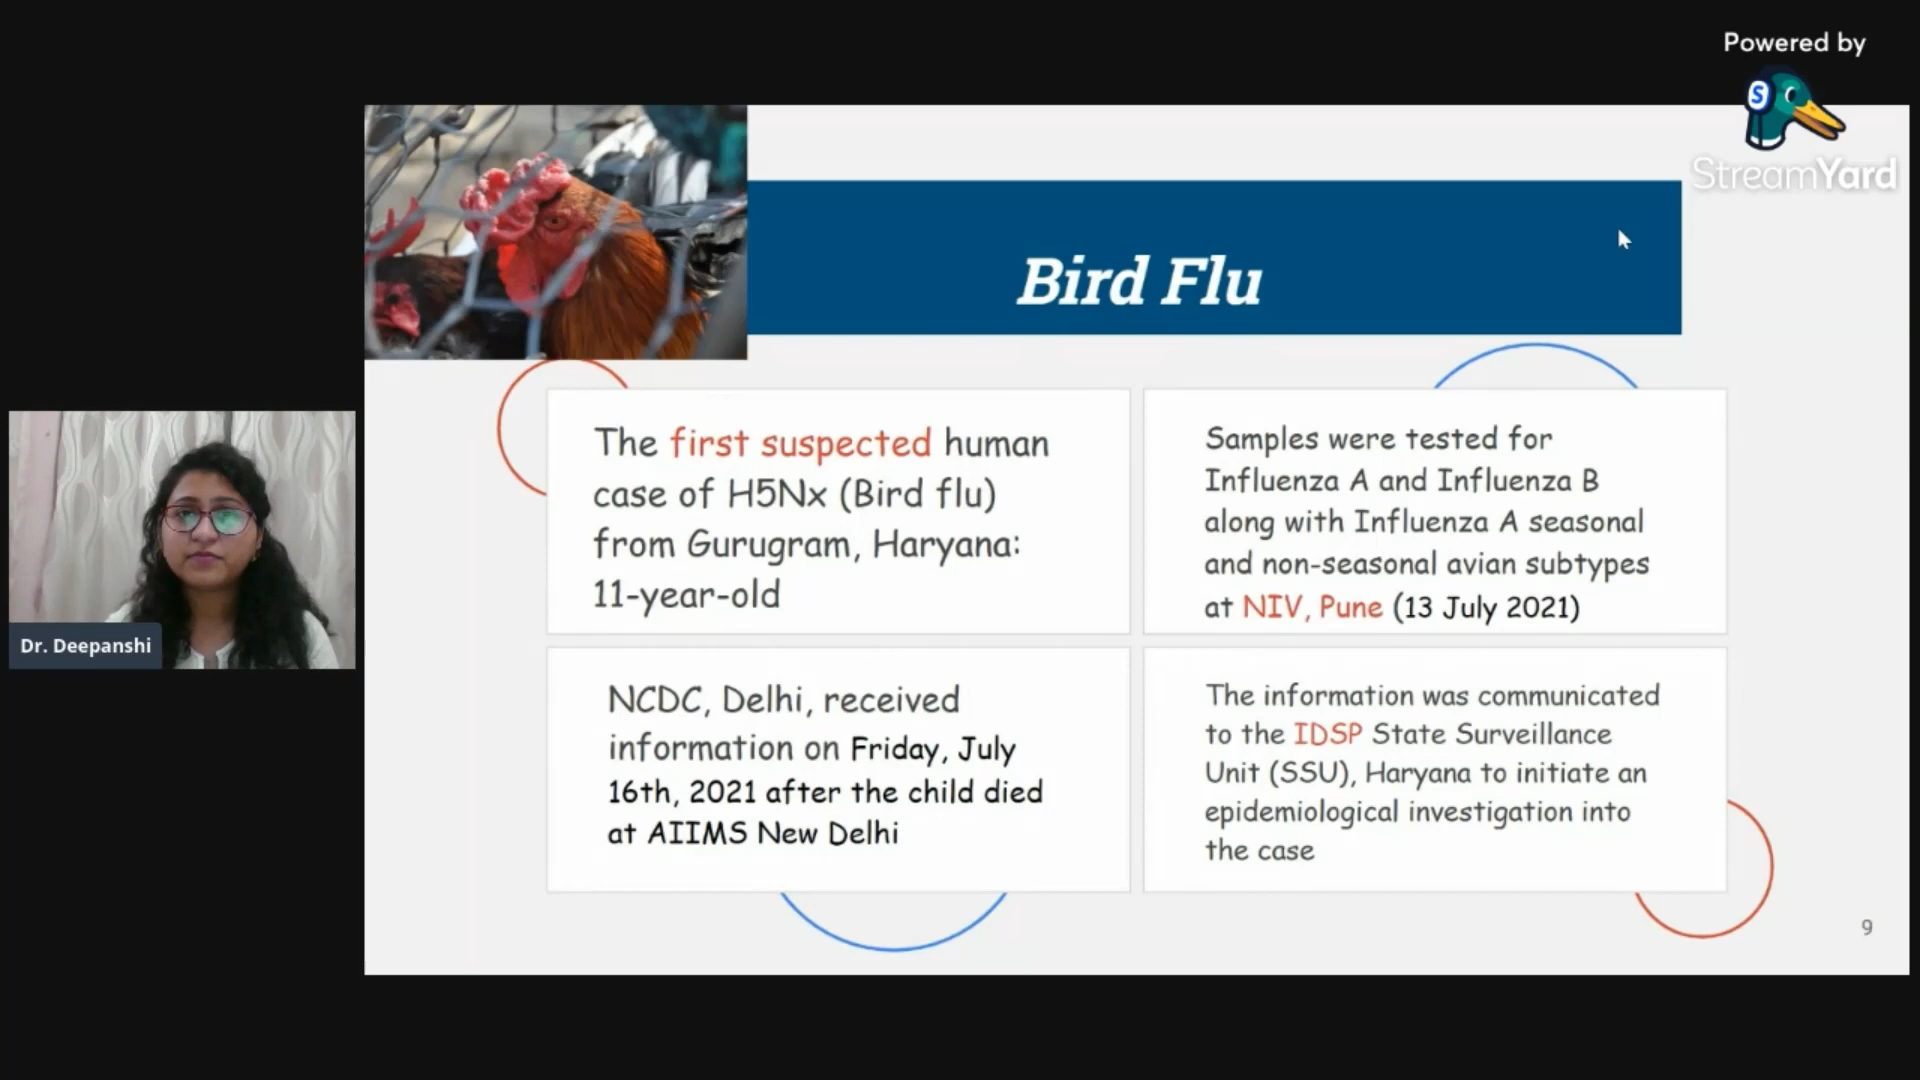 Powered by
StreamYard
Bird Flu
The first suspected human
case of H5Nx (Bird flu)
from Gurugram, Haryana:
11-year-old
Samples were tested for
Influenza A and Influenza B
along with Influenza A seasonal
and non-seasonal avian subtypes
at NIV, Pune (13 July 2021)
NCDC, Delhi, received
information on Friday, July
16th, 2021 after the child died
at AIIMS New Delhi
The information was communicated
to the IDSP State Surveillance
Unit (SSU), Haryana to initiate an
epidemiological investigation into
the case
9
Dr. Deepanshi